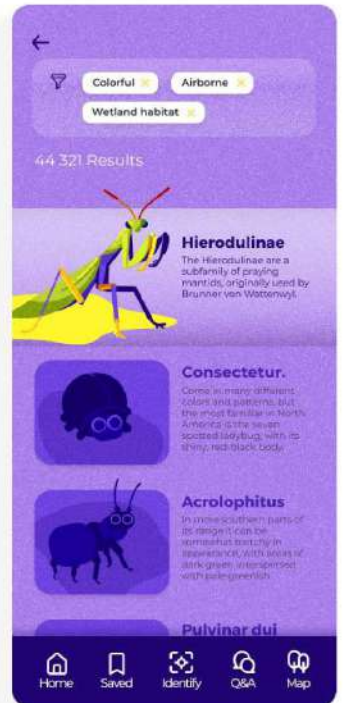 Colorful ×
Airborne ×
Wetland habitat ×
44 321 Results
Hierodulinae
The Hierodulinae are a
subfamily of praying
mantids, originally used by
Brunner von Wattenwyl.
Consectetur.
Come in many different
colors and patterns, but
the most familiar in North
America is the seven
spotted ladybug, with its
shiny, red-black body.
Acrolophitus
In more southern parts of
its range it can be
somewhat blotchy in
appearance, with areas of
dark green interspersed
with pale greenish
Pulvinar dui
Home
Saved
Identify
Q&A
Map